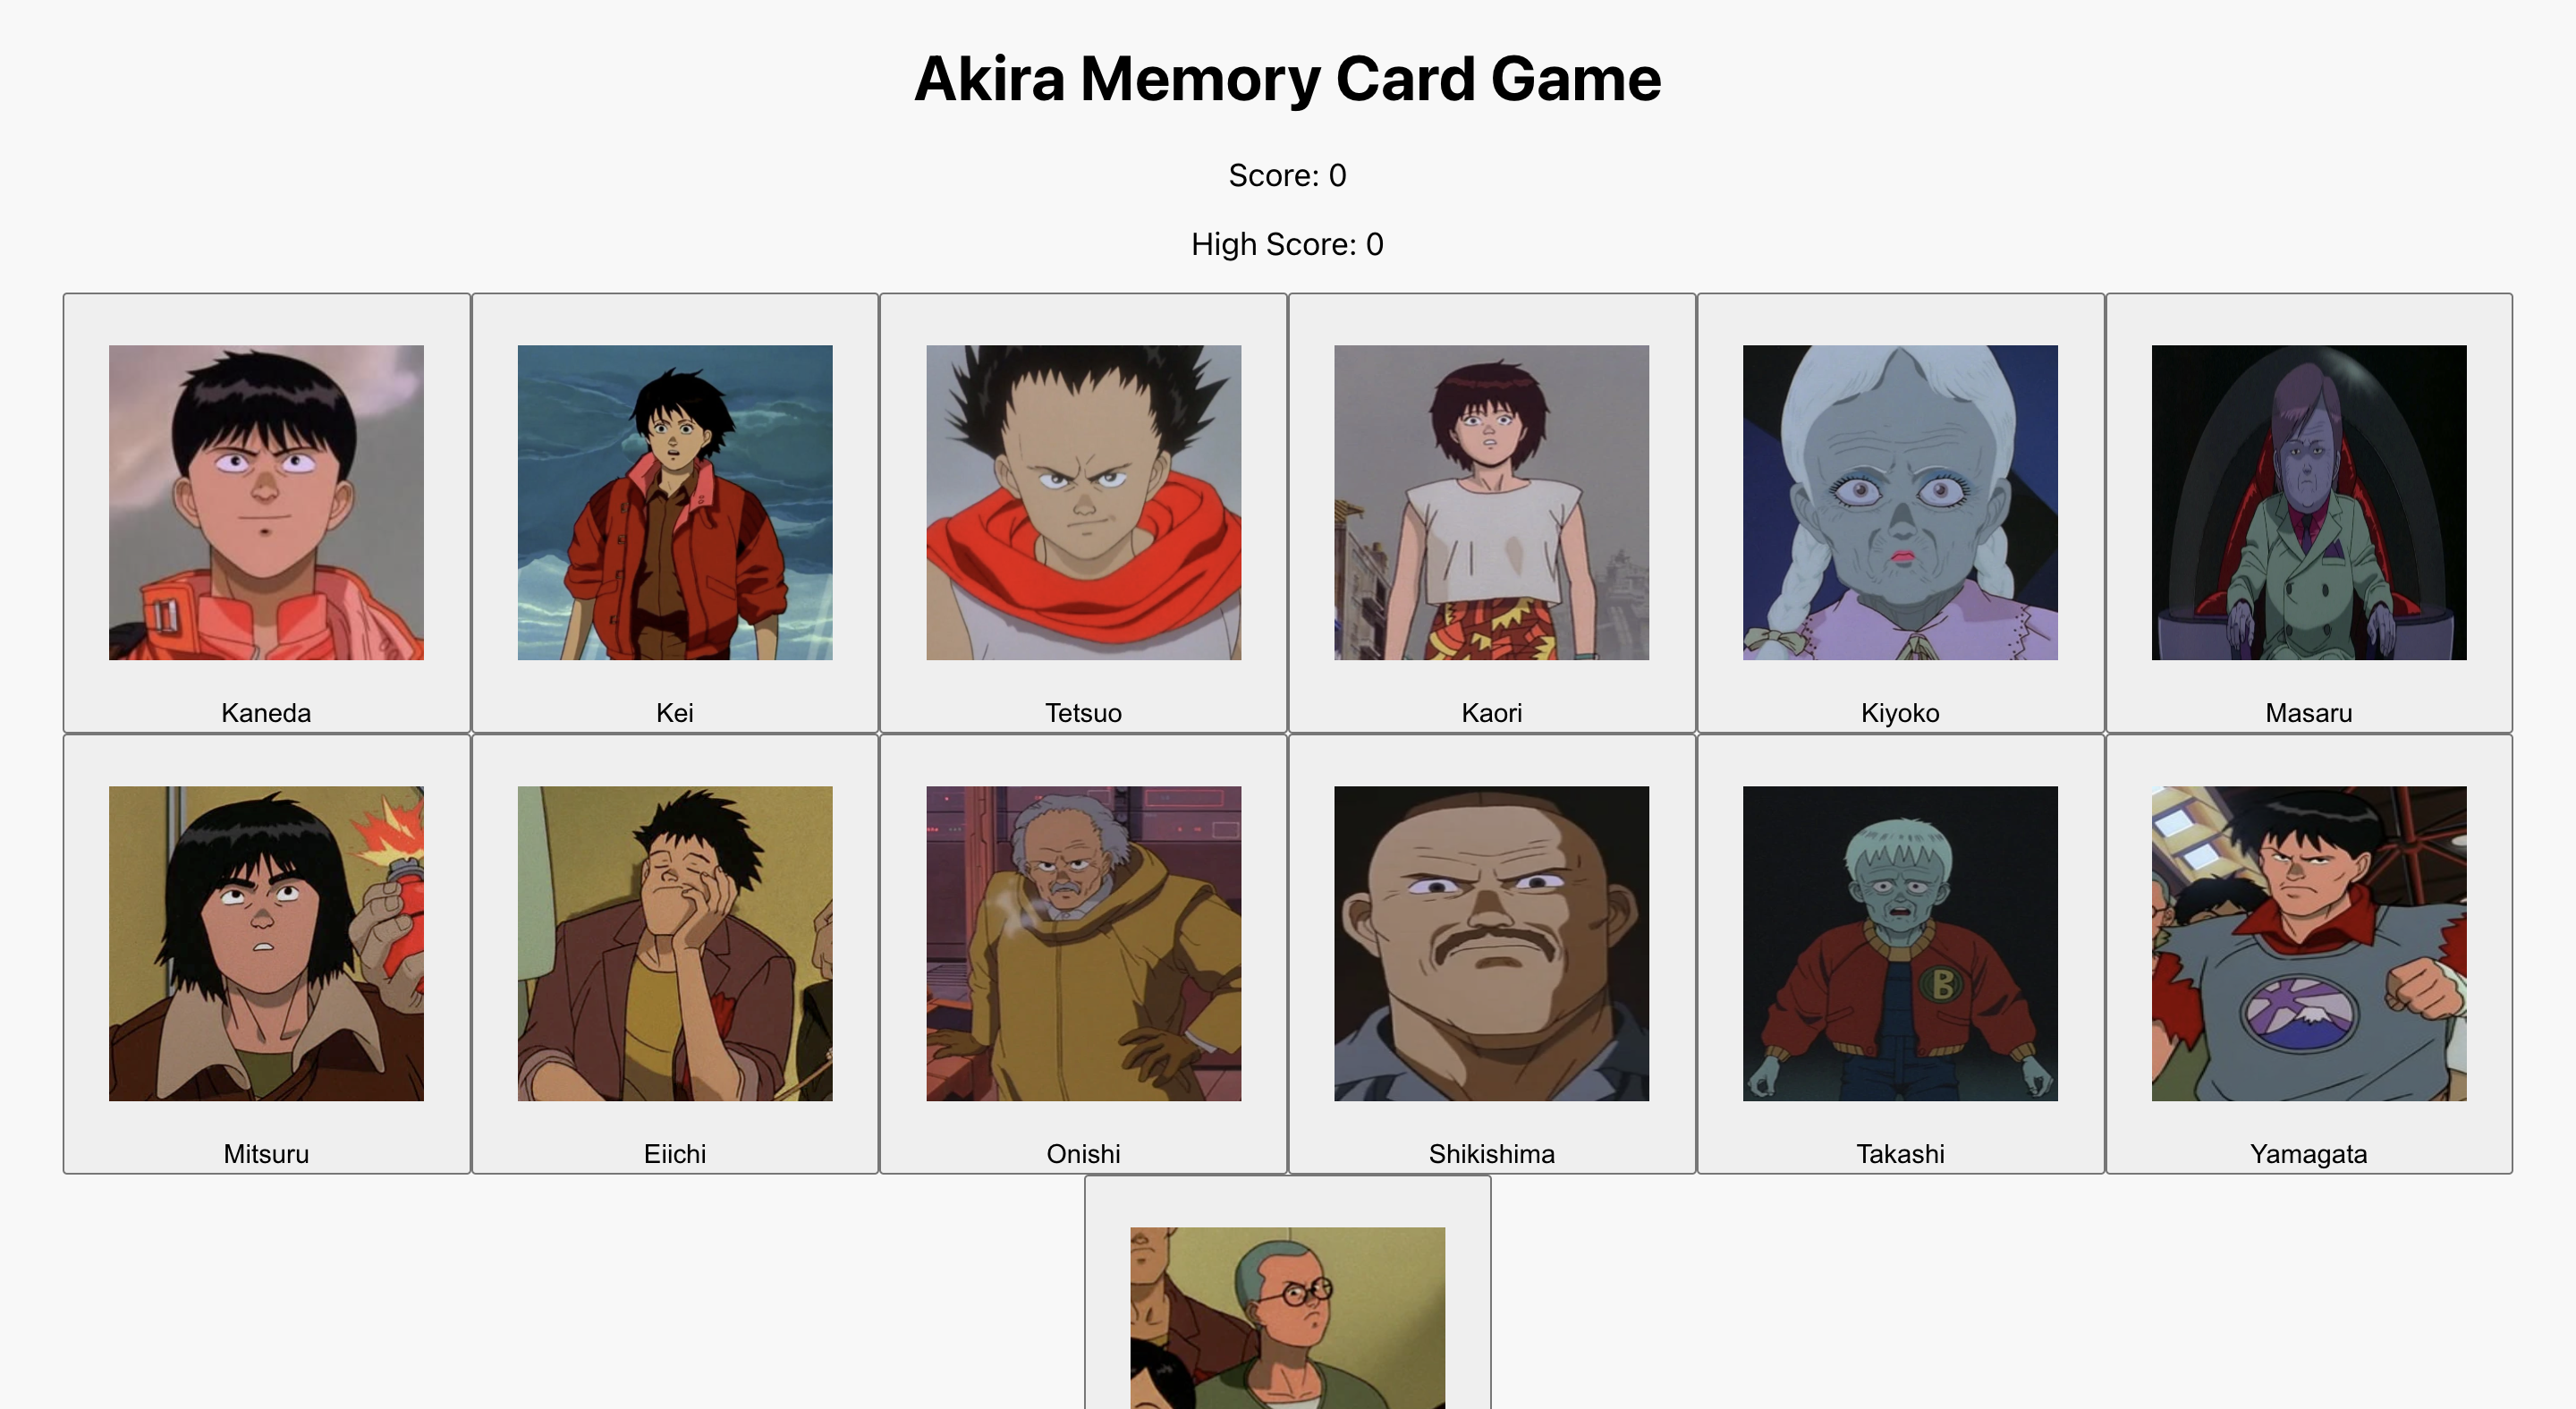 Akira Memory Card Game
Score: 0
High Score: 0
Kaneda
Kei
Tetsuo
Kaori
Kiyoko
Masaru
B
Mitsuru
Eiichi
Onishi
Shikishima
Takashi
Yamagata